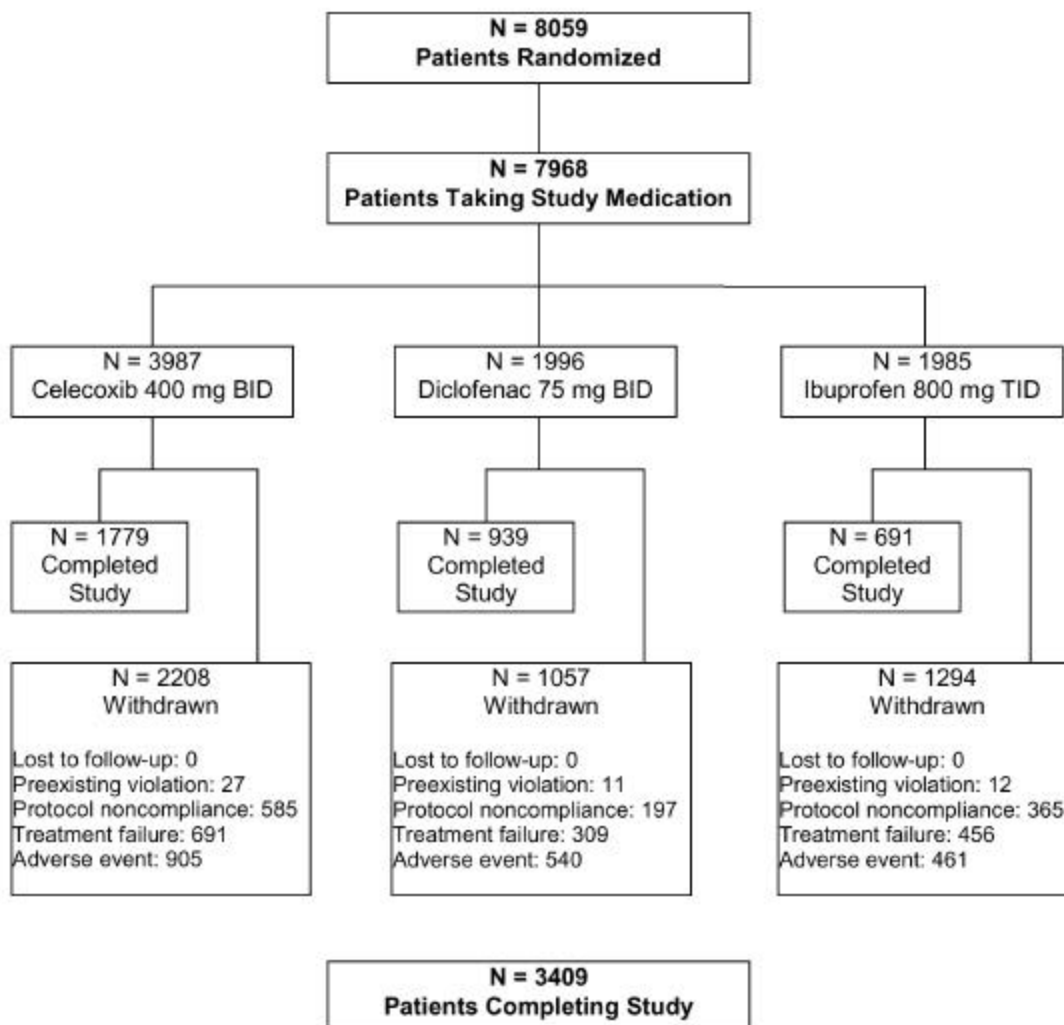 N = 8059
Patients Randomized
N = 7968
Patients Taking Study Medication
N = 3987
Celecoxib 400 mg BID
N = 1996
Diclofenac 75 mg BID
N = 1985
Ibuprofen 800 mg TID
N = 1779
Completed
Study
N = 939
Completed
Study
N = 691
Completed
Study
N = 2208
Withdrawn
Lost to follow-up: 0
Preexisting violation: 27
Protocol noncompliance: 585
Treatment failure: 691
Adverse event: 905
N = 1057
Withdrawn
Lost to follow-up: 0
Preexisting violation: 11
Protocol noncompliance: 197
Treatment failure: 309
Adverse event: 540
N = 1294
Withdrawn
Lost to follow-up: 0
Preexisting violation: 12
Protocol noncompliance: 365
Treatment failure: 456
Adverse event: 461
N = 3409
Patients Completing Study